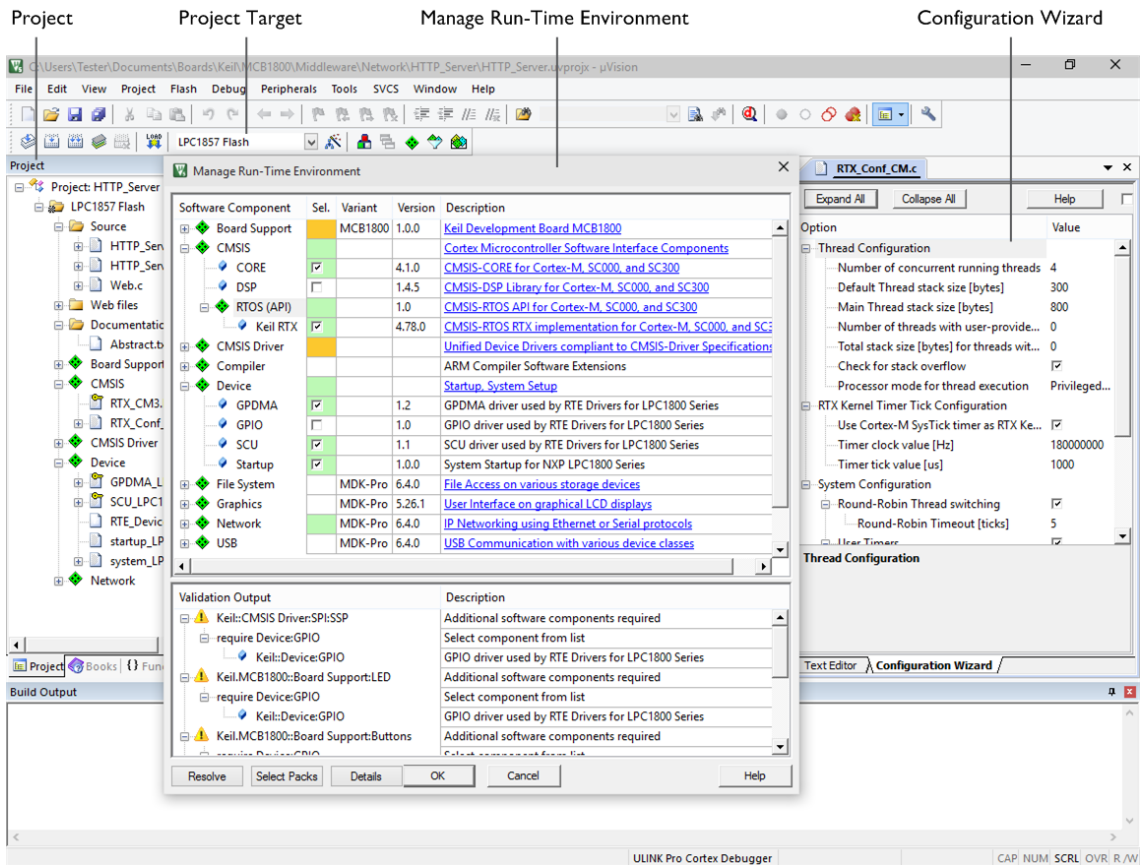 Project Project Target Manage Run-Time Environment Configuration Wizard
C:\Users\Tester\Documents\Boards\Keil\MCB1800\Middleware\Network\HTTP_Server\HTTP_Server.uvprojx - µVision
File Edit View Project Flash Debug Peripherals Tools SVCS Window Help
LOAD LPC1857 Flash
Project
Project: HTTP_Server
LPC1857 Flash
Source
HTTP_Serv
HTTP_Serv
Web.c
Web files
Documentatic
Abstract.tx
Board Support
CMSIS
RTX_CM3.
RTX_Conf_
CMSIS Driver
Device
GPDMA_L
SCU_LPC1
RTE_Devic
startup_LP
system_LP
Network
Project Books {} Fun
Manage Run-Time Environment
Software Component Sel. Variant Version Description
Board Support MCB1800 1.0.0 Keil Development Board MCB1800
CMSIS Cortex Microcontroller Software Interface Components
CORE 4.1.0 CMSIS-CORE for Cortex-M, SC000, and SC300
DSP 1.4.5 CMSIS-DSP Library for Cortex-M, SC000, and SC300
RTOS (API) 1.0 CMSIS-RTOS API for Cortex-M, SC000, and SC300
Keil RTX 4.78.0 CMSIS-RTOS RTX implementation for Cortex-M, SC000, and SC3
CMSIS Driver Unified Device Drivers compliant to CMSIS-Driver Specifications
Compiler ARM Compiler Software Extensions
Device Startup, System Setup
GPDMA 1.2 GPDMA driver used by RTE Drivers for LPC1800 Series
GPIO 1.0 GPIO driver used by RTE Drivers for LPC1800 Series
SCU 1.1 SCU driver used by RTE Drivers for LPC1800 Series
Startup 1.0.0 System Startup for NXP LPC1800 Series
File System MDK-Pro 6.4.0 File Access on various storage devices
Graphics MDK-Pro 5.26.1 User Interface on graphical LCD displays
Network MDK-Pro 6.4.0 IP Networking using Ethernet or Serial protocols
USB MDK-Pro 6.4.0 USB Communication with various device classes
Validation Output Description
Keil::CMSIS Driver:SPI:SSP Additional software components required
require Device:GPIO Select component from list
Keil::Device:GPIO GPIO driver used by RTE Drivers for LPC1800 Series
Keil.MCB1800::Board Support:LED Additional software components required
require Device:GPIO Select component from list
Keil::Device:GPIO GPIO driver used by RTE Drivers for LPC1800 Series
Keil.MCB1800::Board Support:Buttons Additional software components required
require Device:GPIO Select component from list
Resolve Select Packs Details OK Cancel Help
RTX_Conf_CM.c
Expand All Collapse All Help
Option Value
Thread Configuration
Number of concurrent running threads 4
Default Thread stack size [bytes] 300
Main Thread stack size [bytes] 800
Number of threads with user-provide... 0
Total stack size [bytes] for threads wit... 0
Check for stack overflow
Processor mode for thread execution Privileged...
RTX Kernel Timer Tick Configuration
Use Cortex-M SysTick timer as RTX Ke...
Timer clock value [Hz] 180000000
Timer tick value [us] 1000
System Configuration
Round-Robin Thread switching
Round-Robin Timeout [ticks] 5
User Timers
Thread Configuration
Text Editor Configuration Wizard
Build Output
ULINK Pro Cortex Debugger CAP NUM SCRL OVR R/W